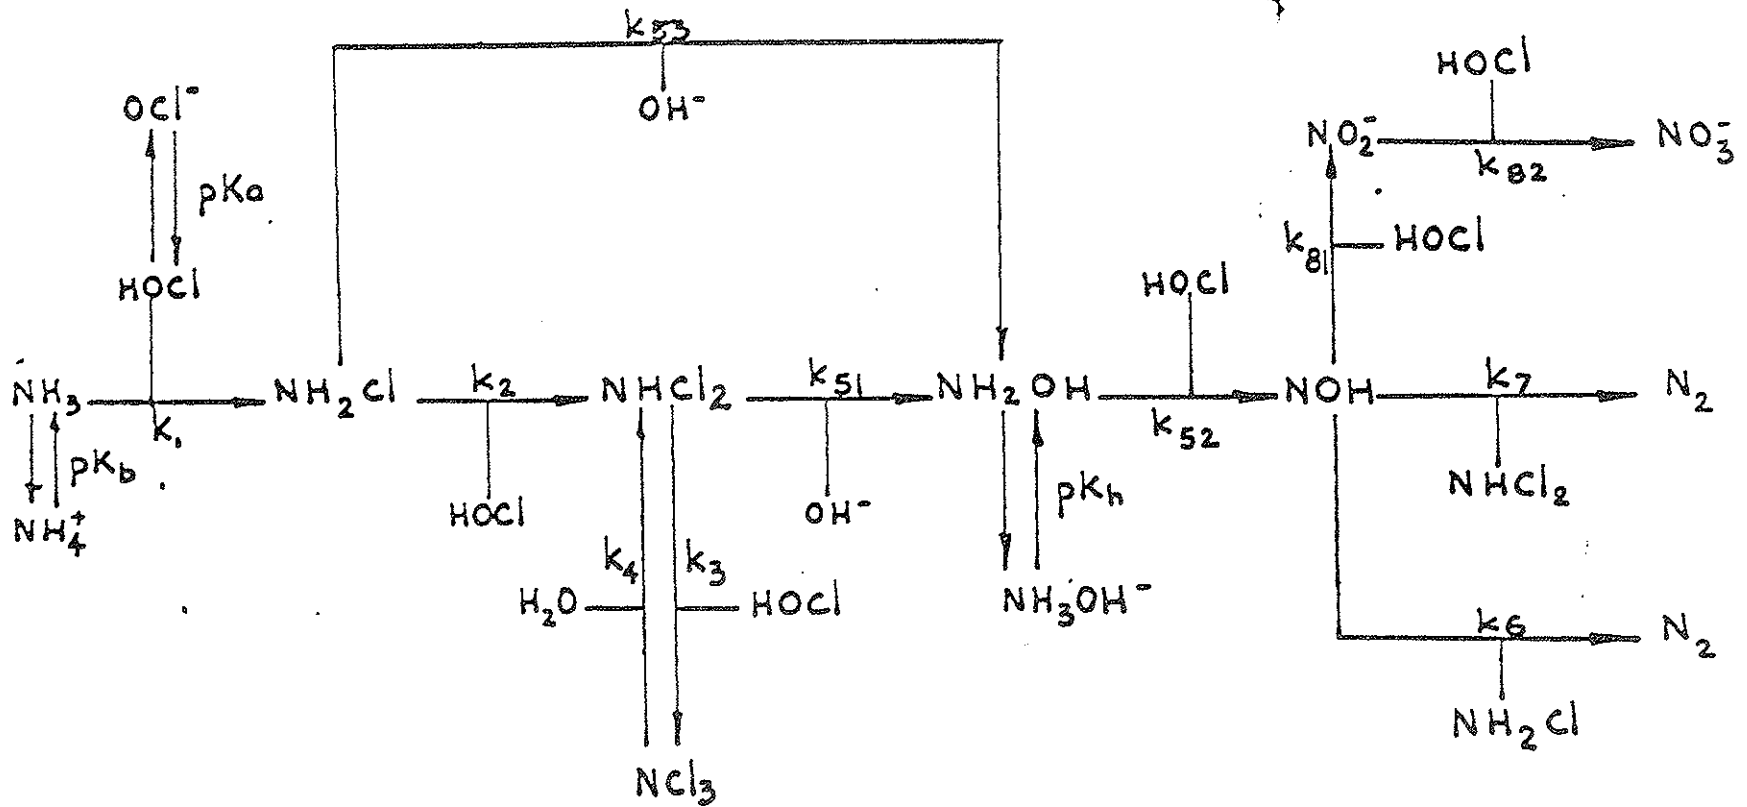 k53
HOCl
OCl⁻
OH⁻
NO₂⁻
NO₃⁻
k82
pKa
k81
HOCl
HOCl
HOCl
NH₃
NH₂Cl
k2
NHCl₂
k51
NH₂OH
NOH
k7
N₂
k1
k52
pKb
pKh
NHCl₂
NH₄⁺
HOCl
OH⁻
k4
k3
H₂O
HOCl
NH₃OH⁻
k6
N₂
NH₂Cl
NCl₃